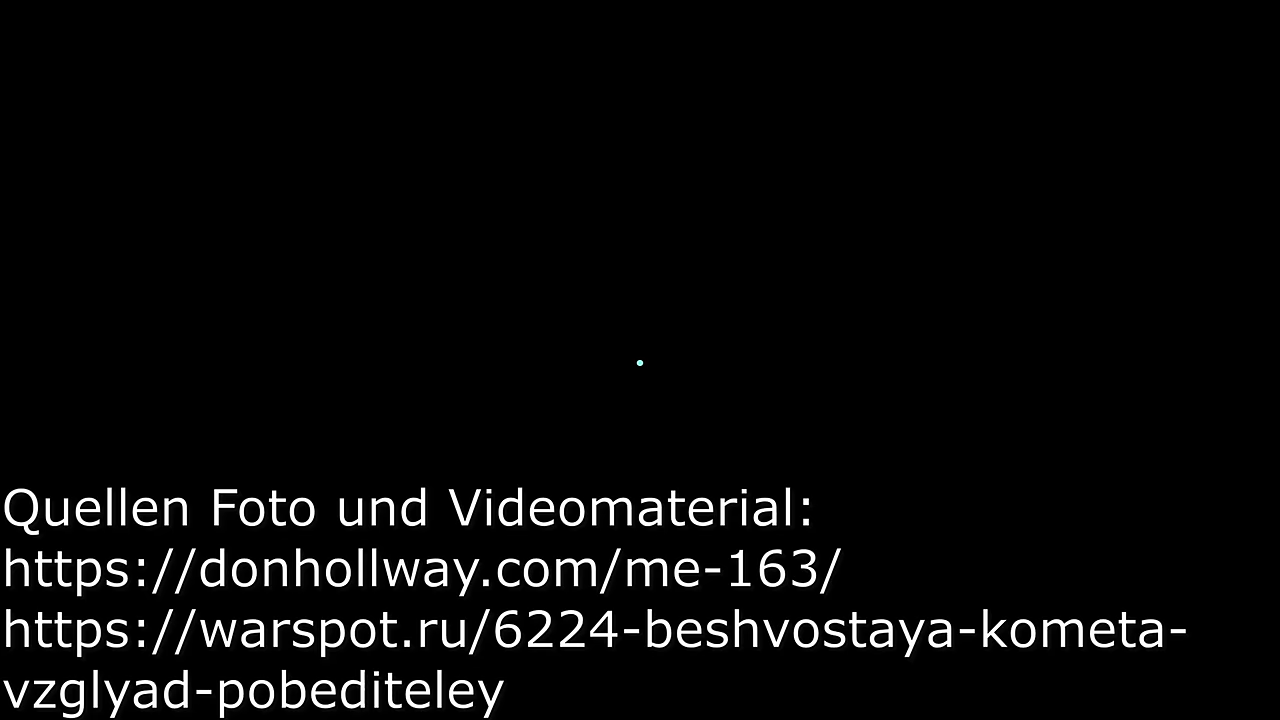 Quellen Foto und Videomaterial:
https://donhollway.com/me-163/
https://warspot.ru/6224-beshvostaya-kometa-
vzglyad-pobediteley